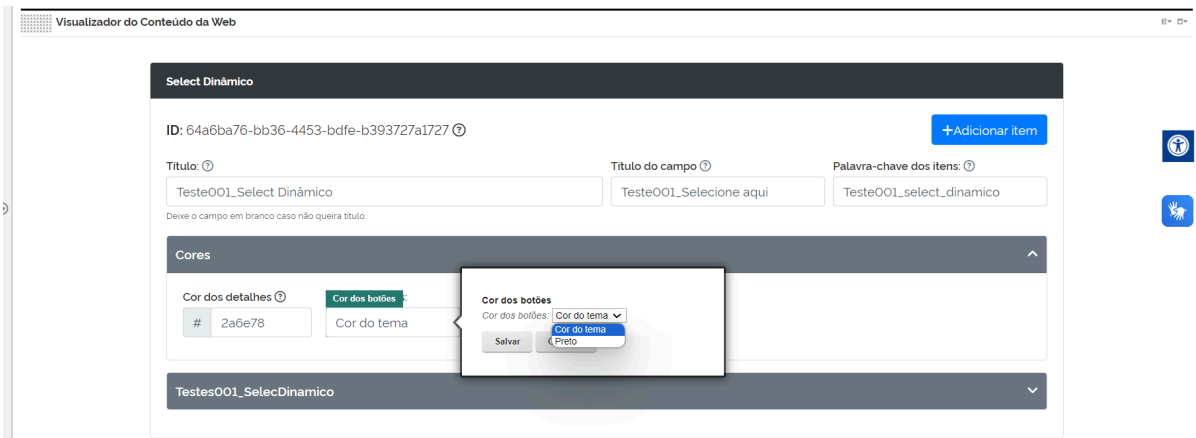 Visualizador do Conteúdo da Web
Select Dinâmico
ID: 64a6ba76-bb36-4453-bdfe-b393727a1727
+Adicionar item
Título: Título do campo Palavra-chave dos itens:
Teste001_Select Dinâmico Teste001_Selecione aqui Teste001_select_dinamico
Deixe o campo em branco caso não queira título.
Cores
Cor dos detalhes Cor dos botões :
# 2a6e78 Cor do tema
Cor dos botões
Cor dos botões: Cor do tema
Cor do tema
Preto
Salvar
Testes001_SelecDinamico